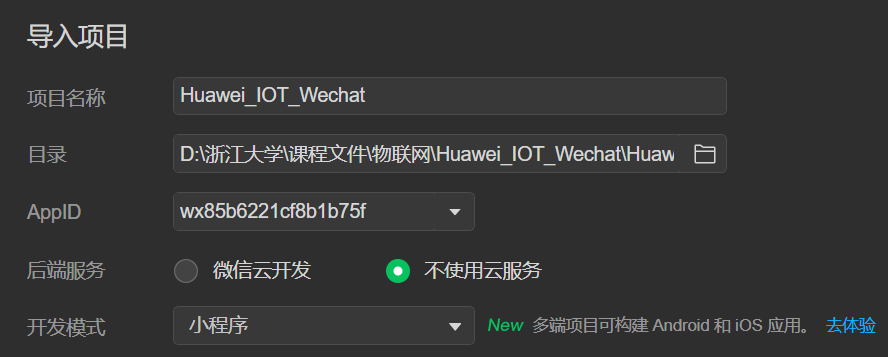 导入项目
项目名称 Huawei_IOT_Wechat
目录 D:\浙江大学\课程文件\物联网\Huawei_IOT_Wechat\Huaw
AppID wx85b6221cf8b1b75f
后端服务 微信云开发 不使用云服务
开发模式 小程序 New 多端项目可构建 Android 和 iOS 应用。 去体验